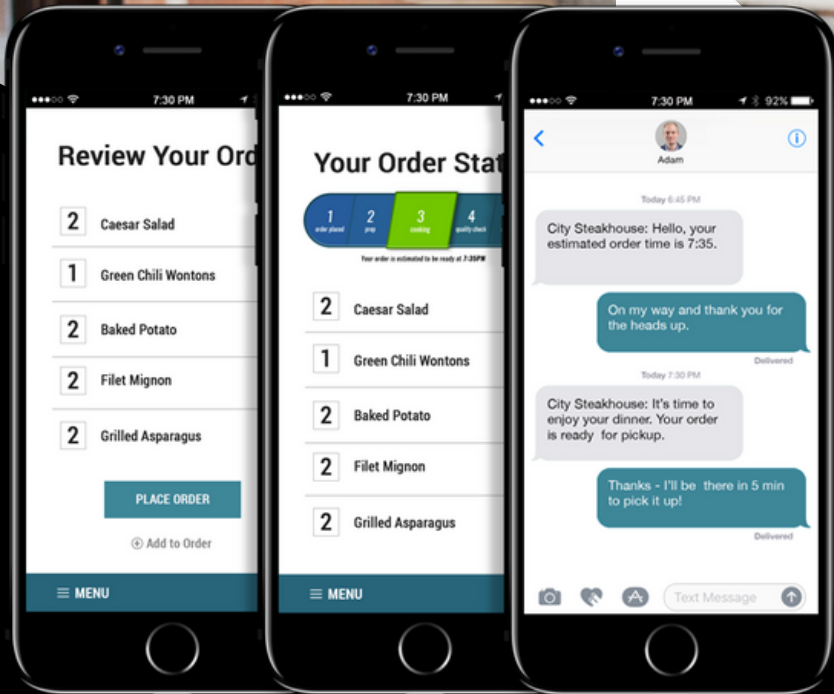 7:30 PM
Review Your Ord
2 Caesar Salad
1 Green Chili Wontons
2 Baked Potato
2 Filet Mignon
2 Grilled Asparagus
PLACE ORDER
Add to Order
MENU
7:30 PM
Your Order Stat
1 2 3 4
order placed prep cooking quality check
Your order is estimated to be ready at 7:35PM
2 Caesar Salad
1 Green Chili Wontons
2 Baked Potato
2 Filet Mignon
2 Grilled Asparagus
MENU
7:30 PM 92%
Adam
Today 6:45 PM
City Steakhouse: Hello, your
estimated order time is 7:35.
On my way and thank you for
the heads up.
Delivered
Today 7:30 PM
City Steakhouse: It's time to
enjoy your dinner. Your order
is ready for pickup.
Thanks - I'll be there in 5 min
to pick it up!
Delivered
Text Message